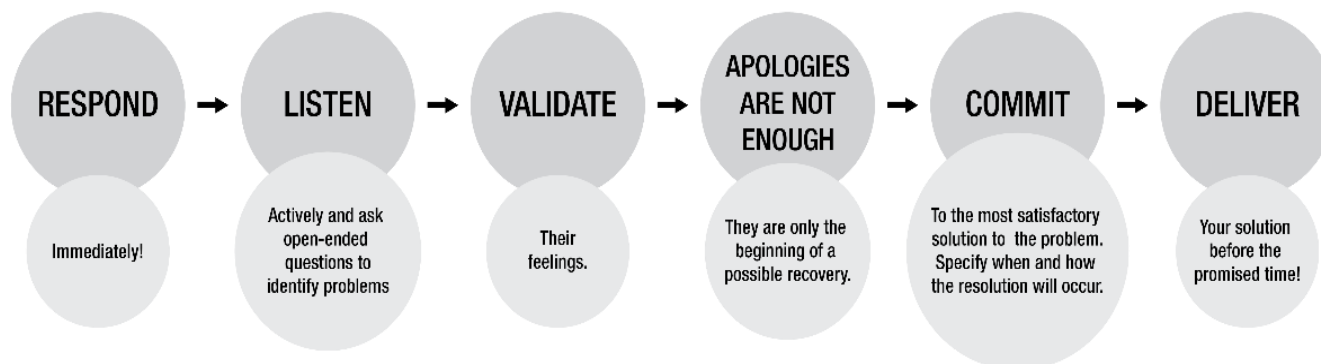 RESPOND
Immediately!
LISTEN
Actively and ask
open-ended
questions to
identify problems
VALIDATE
Their
feelings.
APOLOGIES
ARE NOT
ENOUGH
They are only the
beginning of a
possible recovery.
COMMIT
To the most satisfactory
solution to the problem.
Specify when and how
the resolution will occur.
DELIVER
Your solution
before the
promised time!